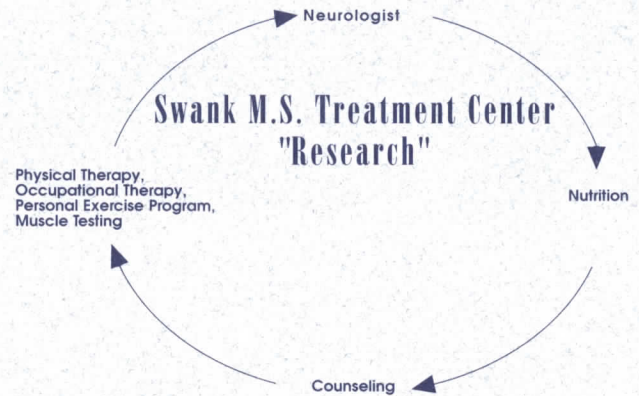 Neurologist
Swank M.S. Treatment Center
"Research"
Physical Therapy,
Occupational Therapy,
Personal Exercise Program,
Muscle Testing
Nutrition
Counseling